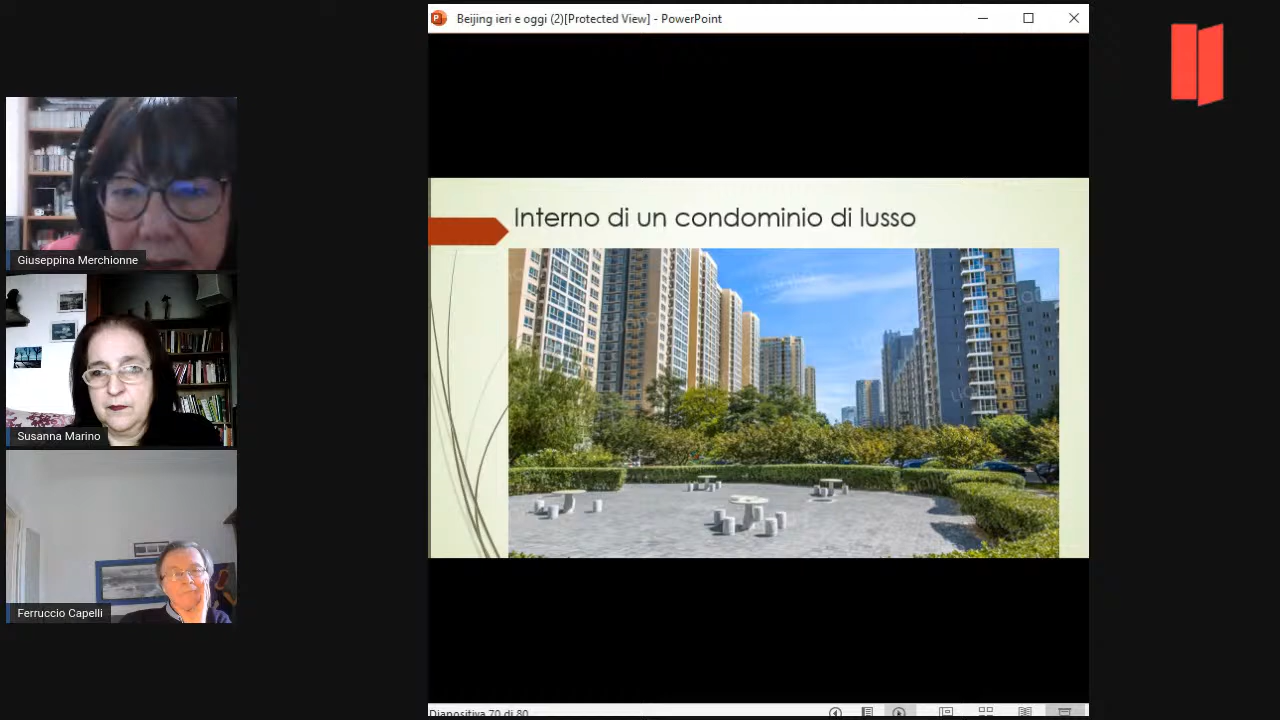 Beijing ieri e oggi (2)[Protected View] - PowerPoint
Giuseppina Merchionne
Interno di un condominio di lusso
Susanna Marino
Ferruccio Capelli
Diapositiva 70 di 80